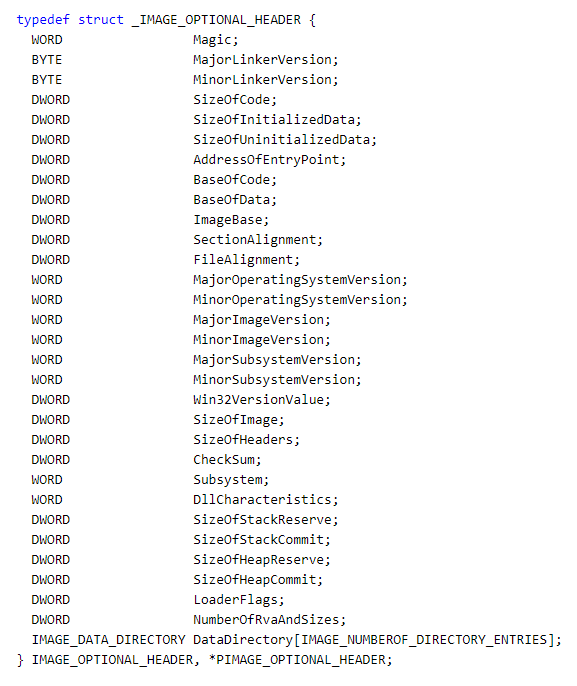 typedef struct _IMAGE_OPTIONAL_HEADER {
  WORD                 Magic;
  BYTE                 MajorLinkerVersion;
  BYTE                 MinorLinkerVersion;
  DWORD                SizeOfCode;
  DWORD                SizeOfInitializedData;
  DWORD                SizeOfUninitializedData;
  DWORD                AddressOfEntryPoint;
  DWORD                BaseOfCode;
  DWORD                BaseOfData;
  DWORD                ImageBase;
  DWORD                SectionAlignment;
  DWORD                FileAlignment;
  WORD                 MajorOperatingSystemVersion;
  WORD                 MinorOperatingSystemVersion;
  WORD                 MajorImageVersion;
  WORD                 MinorImageVersion;
  WORD                 MajorSubsystemVersion;
  WORD                 MinorSubsystemVersion;
  DWORD                Win32VersionValue;
  DWORD                SizeOfImage;
  DWORD                SizeOfHeaders;
  DWORD                CheckSum;
  WORD                 Subsystem;
  WORD                 DllCharacteristics;
  DWORD                SizeOfStackReserve;
  DWORD                SizeOfStackCommit;
  DWORD                SizeOfHeapReserve;
  DWORD                SizeOfHeapCommit;
  DWORD                LoaderFlags;
  DWORD                NumberOfRvaAndSizes;
  IMAGE_DATA_DIRECTORY DataDirectory[IMAGE_NUMBEROF_DIRECTORY_ENTRIES];
} IMAGE_OPTIONAL_HEADER, *PIMAGE_OPTIONAL_HEADER;